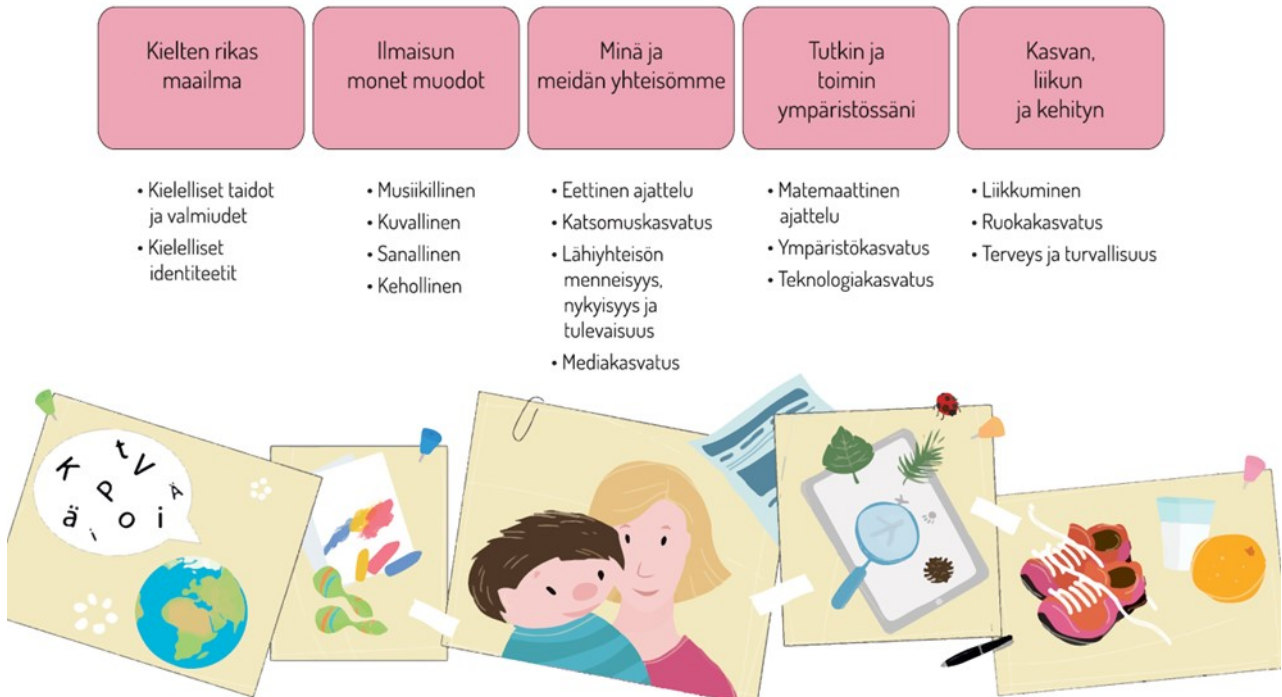 Kielten rikas
maailma
Ilmaisun
monet muodot
Minä ja
meidän yhteisömme
Tutkin ja
toimin
ympäristössäni
Kasvan,
liikun
ja kehityn
• Kielelliset taidot
ja valmiudet
• Kielelliset
identiteetit
• Musiikillinen
• Kuvallinen
• Sanallinen
• Kehollinen
• Eettinen ajattelu
• Katsomuskasvatus
• Lähiyhteisön
menneisyys,
nykyisyys ja
tulevaisuus
• Mediakasvatus
• Matemaattinen
ajattelu
• Ympäristökasvatus
• Teknologiakasvatus
• Liikkuminen
• Ruokakasvatus
• Terveys ja turvallisuus
K t V
P Ä
ä i o i